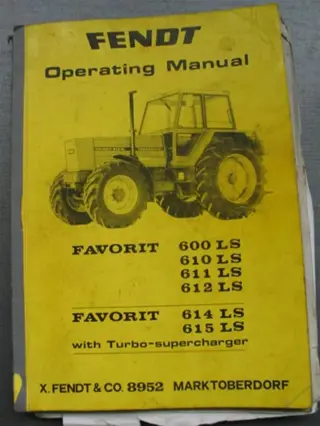 FENDT
Operating Manual
FAVORIT 600 LS
610 LS
611 LS
612 LS
FAVORIT 614 LS
615 LS
with Turbo-supercharger
X. FENDT & CO. 8952 MARKTOBERDORF